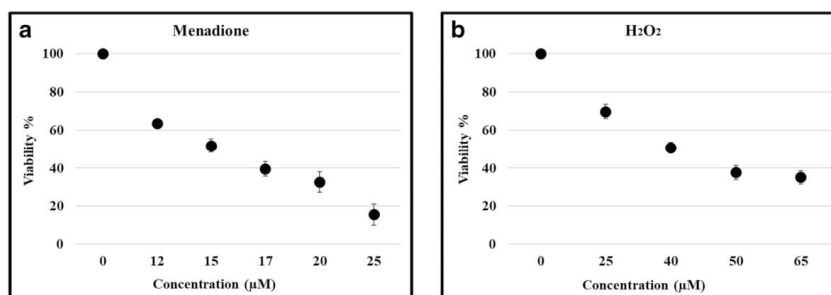 a
Menadione
100
80
60
40
20
0
Viability %
0 12 15 17 20 25
Concentration (µM)
b
H₂O₂
100
80
60
40
20
0
Viability %
0 25 40 50 65
Concentration (µM)